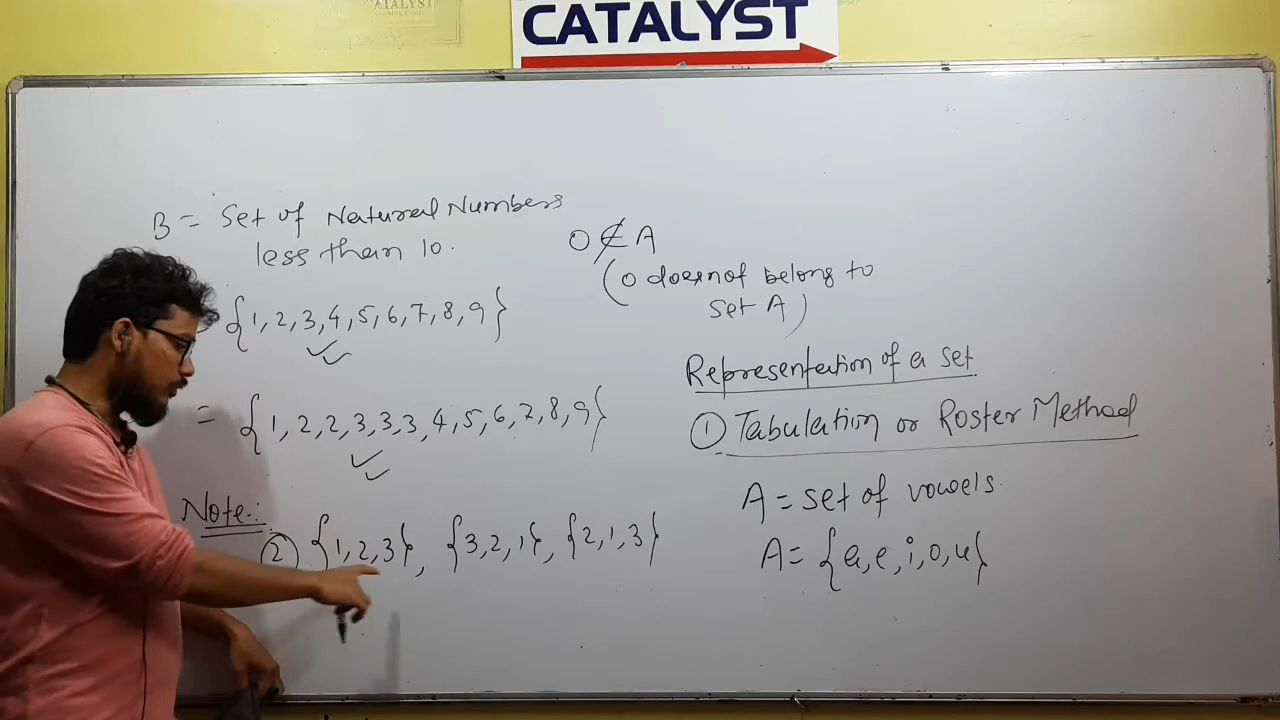 CATALYST
B = Set of Natural Numbers
less than 10.
= {1, 2, 3, 4, 5, 6, 7, 8, 9}
= {1, 2, 2, 3, 3, 3, 4, 5, 6, 7, 8, 9}
Note:
② {1, 2, 3}, {3, 2, 1}, {2, 1, 3}
0 ∉ A
(0 does not belong to
set A)
Representation of a set
① Tabulation or Roster Method
A = set of vowels.
A = {a, e, i, o, u}